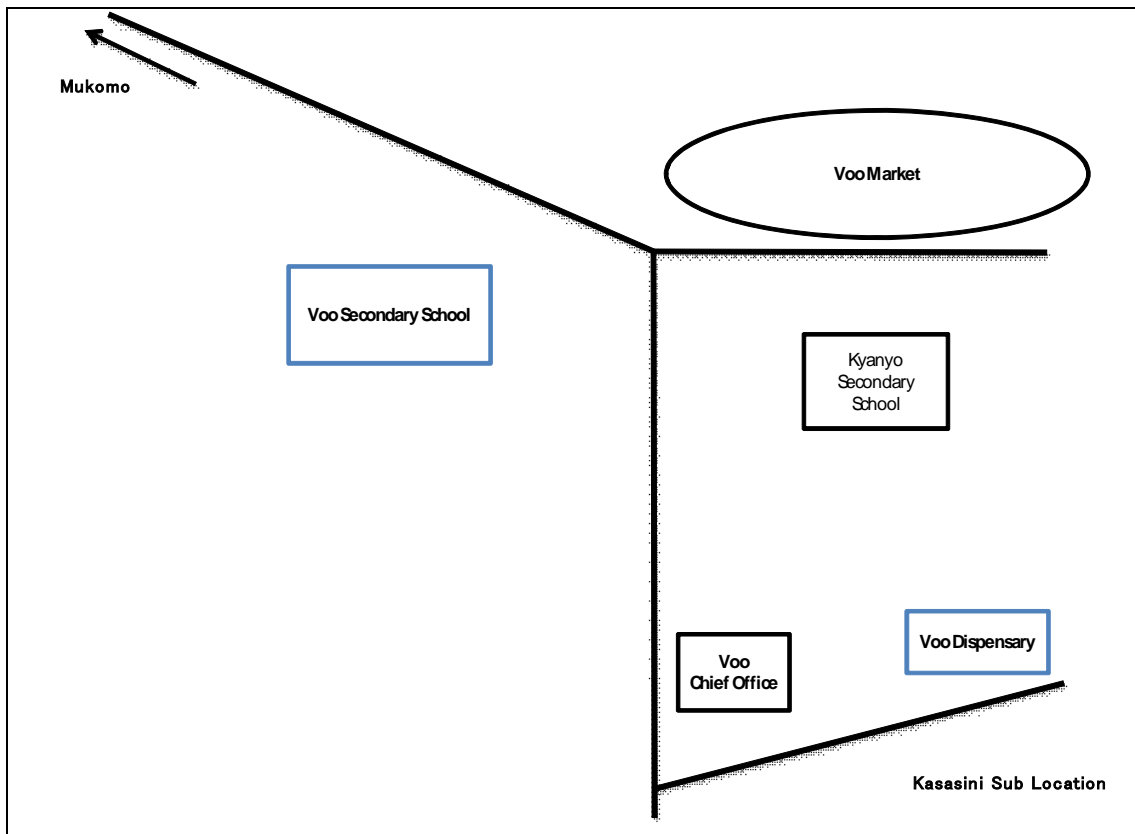 Mukomo
Voo Market
Voo Secondary School
Kyanyo
Secondary
School
Voo Dispensary
Voo
Chief Office
Kasasini Sub Location